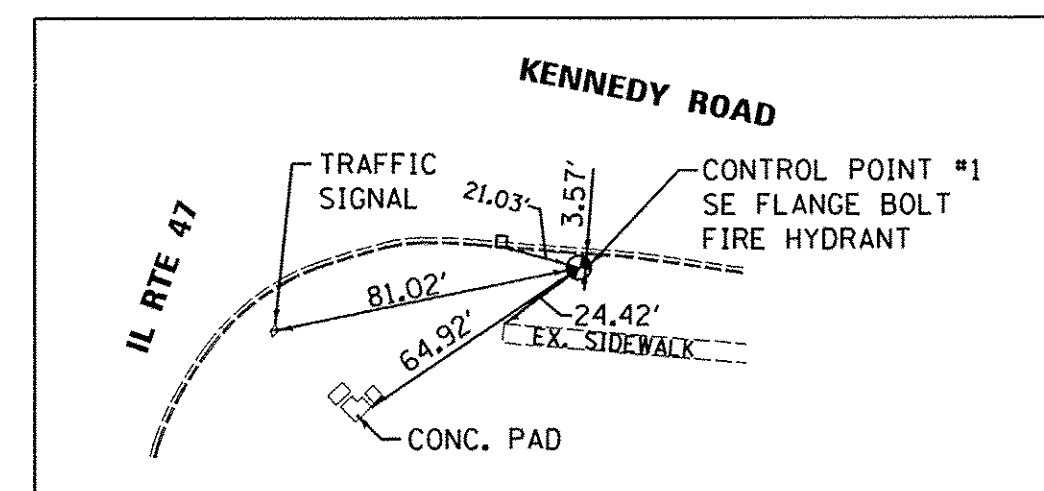 KENNEDY ROAD
TRAFFIC
SIGNAL
21.03'
3.57'
CONTROL POINT #1
SE FLANGE BOLT
FIRE HYDRANT
IL RTE 47
81.02'
64.92'
24.42'
EX. SIDEWALK
CONC. PAD